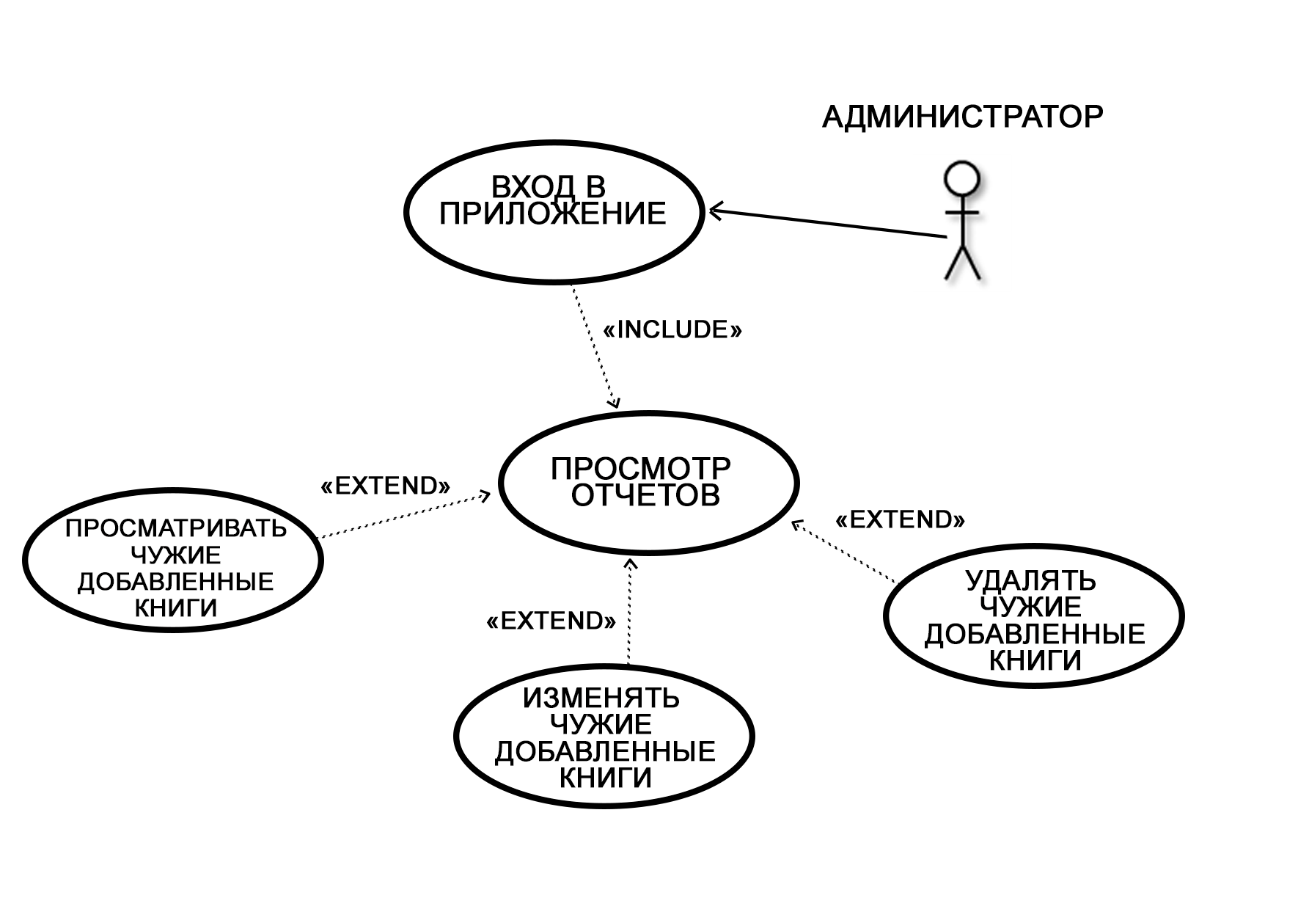 АДМИНИСТРАТОР
ВХОД В
ПРИЛОЖЕНИЕ
«INCLUDE»
ПРОСМОТР
ОТЧЕТОВ
«EXTEND»
ПРОСМАТРИВАТЬ
ЧУЖИЕ
ДОБАВЛЕННЫЕ
КНИГИ
«EXTEND»
УДАЛЯТЬ
ЧУЖИЕ
ДОБАВЛЕННЫЕ
КНИГИ
«EXTEND»
ИЗМЕНЯТЬ
ЧУЖИЕ
ДОБАВЛЕННЫЕ
КНИГИ